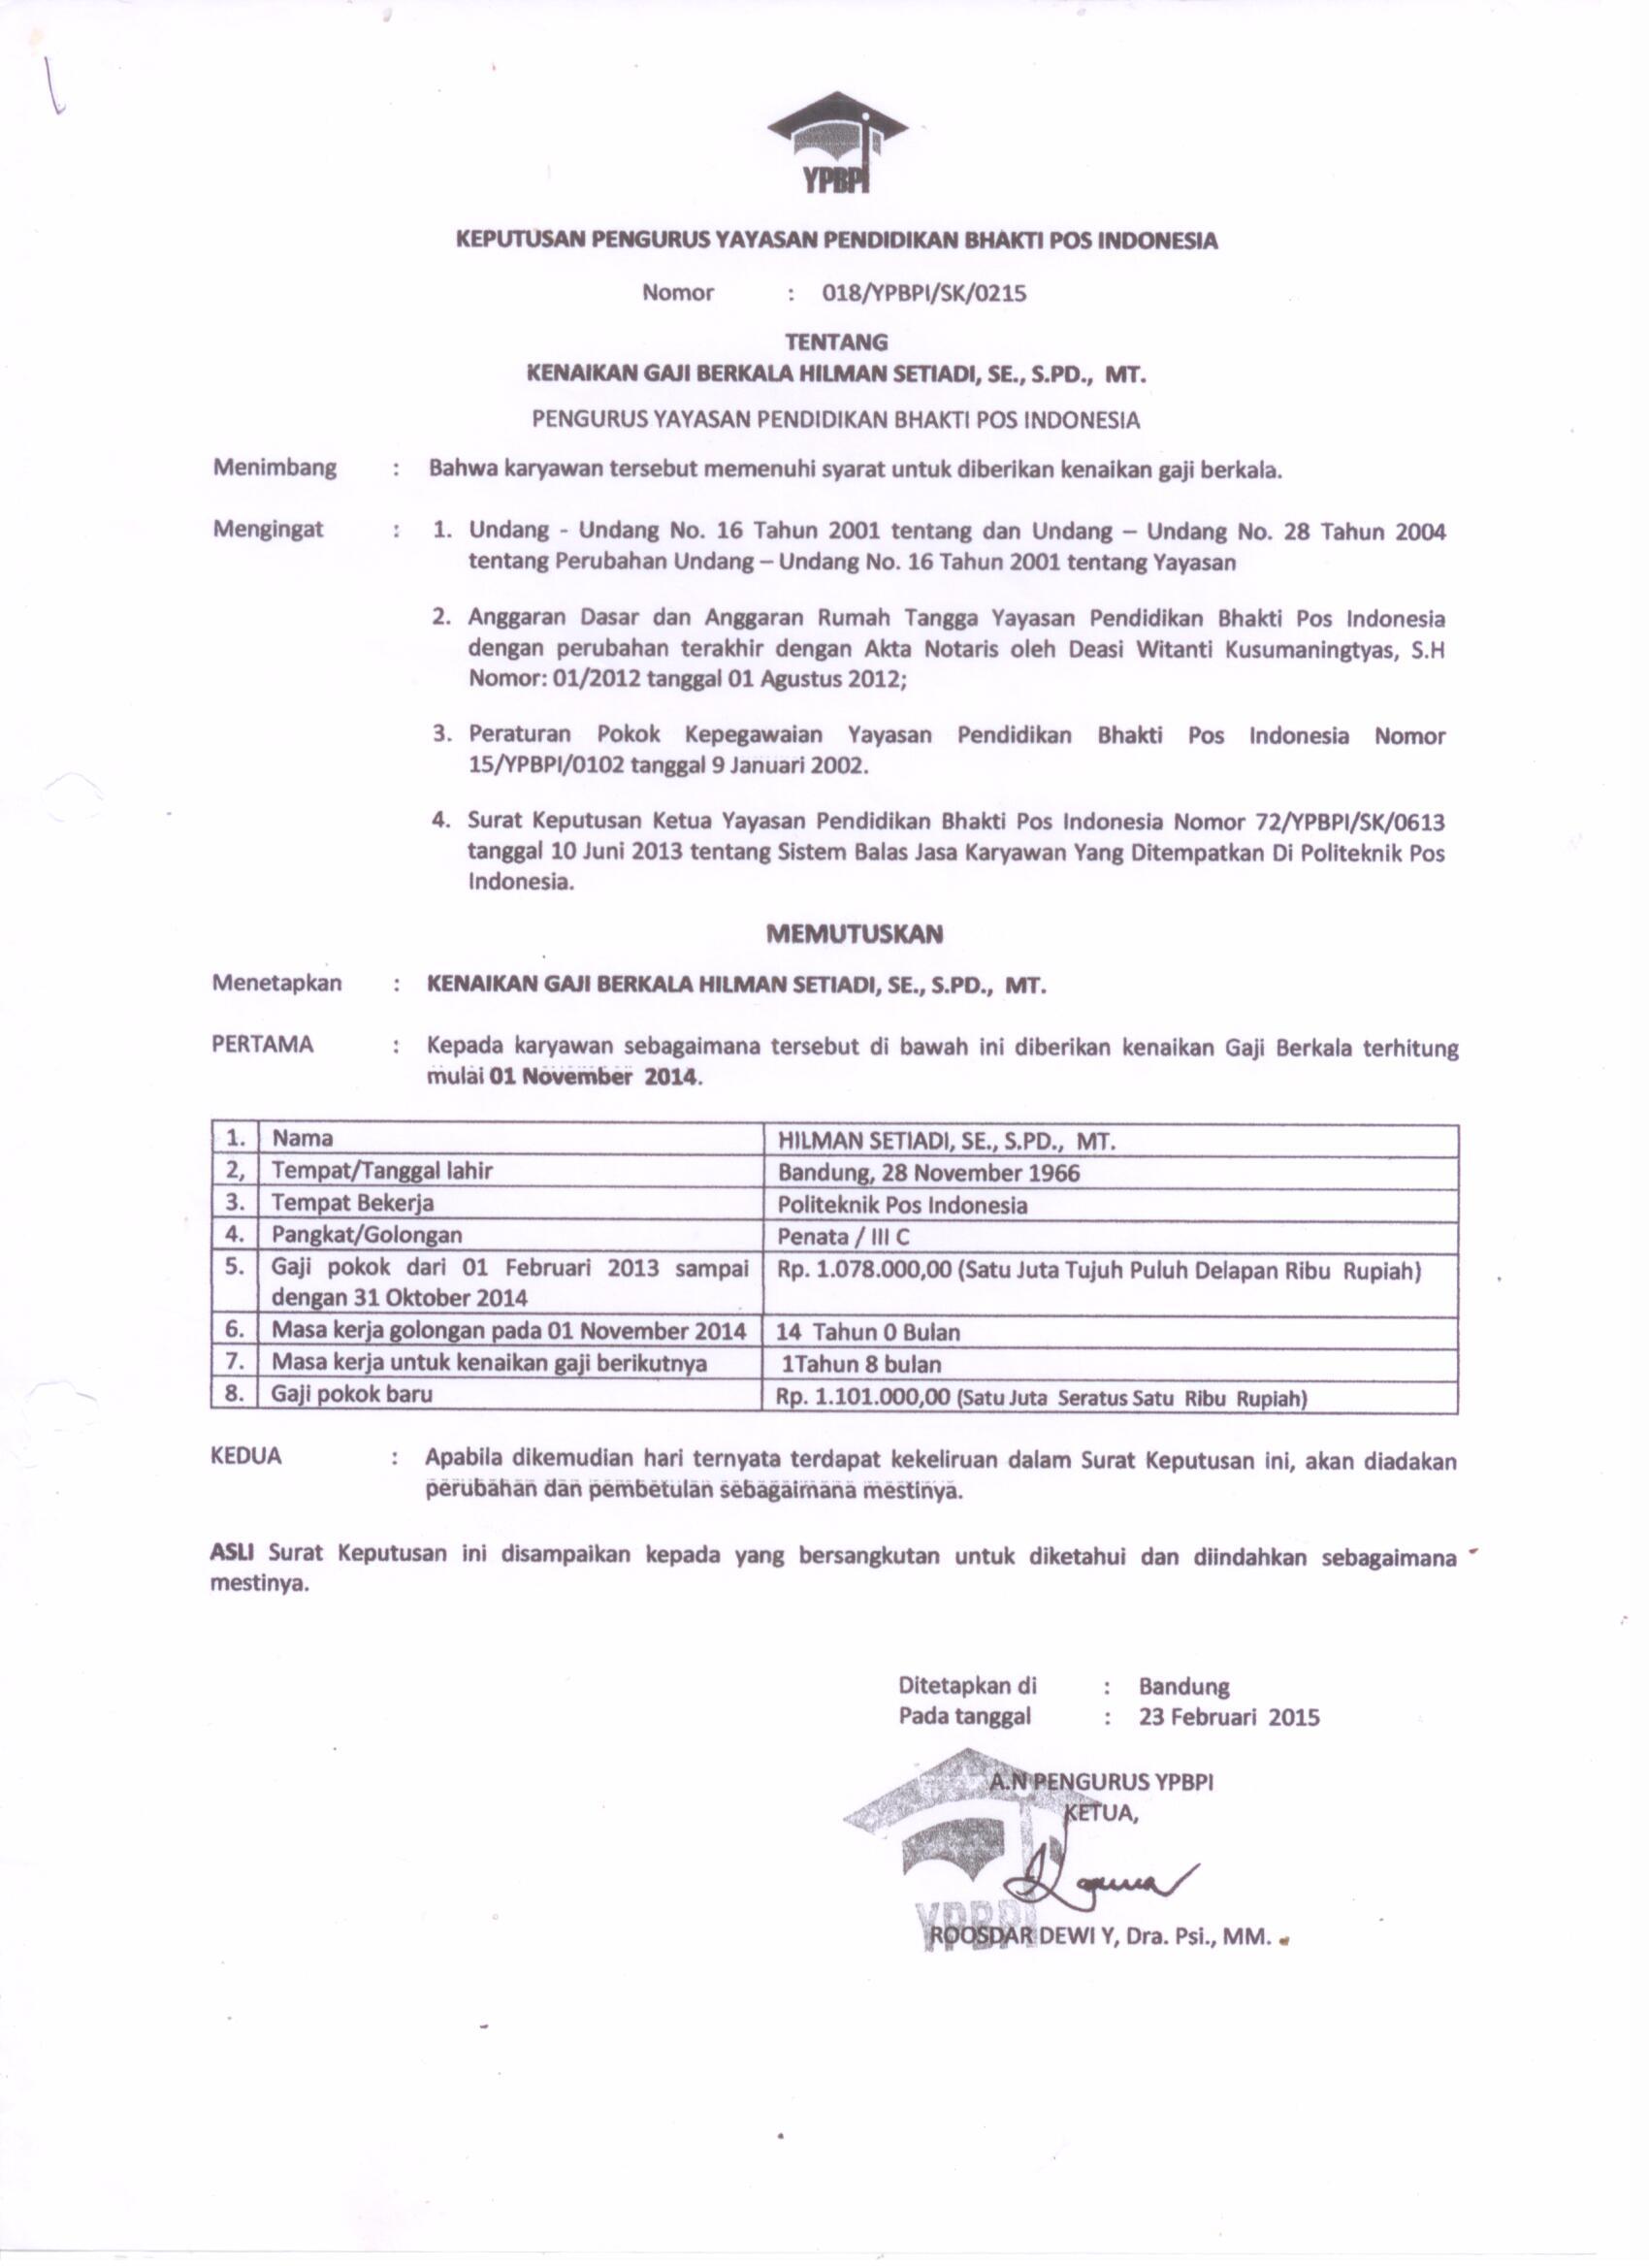 YPBPI
KEPUTUSAN PENGURUS YAYASAN PENDIDIKAN BHAKTI POS INDONESIA
Nomor : 018/YPBPI/SK/0215
TENTANG
KENAIKAN GAJI BERKALA HILMAN SETIADI, SE., S.PD., MT.
PENGURUS YAYASAN PENDIDIKAN BHAKTI POS INDONESIA
Menimbang : Bahwa karyawan tersebut memenuhi syarat untuk diberikan kenaikan gaji berkala.
Mengingat : 1. Undang - Undang No. 16 Tahun 2001 tentang dan Undang – Undang No. 28 Tahun 2004
tentang Perubahan Undang – Undang No. 16 Tahun 2001 tentang Yayasan
2. Anggaran Dasar dan Anggaran Rumah Tangga Yayasan Pendidikan Bhakti Pos Indonesia
dengan perubahan terakhir dengan Akta Notaris oleh Deasi Witanti Kusumaningtyas, S.H
Nomor: 01/2012 tanggal 01 Agustus 2012;
3. Peraturan Pokok Kepegawaian Yayasan Pendidikan Bhakti Pos Indonesia Nomor
15/YPBPI/0102 tanggal 9 Januari 2002.
4. Surat Keputusan Ketua Yayasan Pendidikan Bhakti Pos Indonesia Nomor 72/YPBPI/SK/0613
tanggal 10 Juni 2013 tentang Sistem Balas Jasa Karyawan Yang Ditempatkan Di Politeknik Pos
Indonesia.
MEMUTUSKAN
Menetapkan : KENAIKAN GAJI BERKALA HILMAN SETIADI, SE., S.PD., MT.
PERTAMA : Kepada karyawan sebagaimana tersebut di bawah ini diberikan kenaikan Gaji Berkala terhitung
mulai 01 November 2014.
1. Nama HILMAN SETIADI, SE., S.PD., MT.
2, Tempat/Tanggal lahir Bandung, 28 November 1966
3. Tempat Bekerja Politeknik Pos Indonesia
4. Pangkat/Golongan Penata / III C
5. Gaji pokok dari 01 Februari 2013 sampai Rp. 1.078.000,00 (Satu Juta Tujuh Puluh Delapan Ribu Rupiah)
dengan 31 Oktober 2014
6. Masa kerja golongan pada 01 November 2014 14 Tahun 0 Bulan
7. Masa kerja untuk kenaikan gaji berikutnya 1Tahun 8 bulan
8. Gaji pokok baru Rp. 1.101.000,00 (Satu Juta Seratus Satu Ribu Rupiah)
KEDUA : Apabila dikemudian hari ternyata terdapat kekeliruan dalam Surat Keputusan ini, akan diadakan
perubahan dan pembetulan sebagaimana mestinya.
ASLI Surat Keputusan ini disampaikan kepada yang bersangkutan untuk diketahui dan diindahkan sebagaimana
mestinya.
Ditetapkan di : Bandung
Pada tanggal : 23 Februari 2015
A.N PENGURUS YPBPI
KETUA,
YPBPI
ROOSDAR DEWI Y, Dra. Psi., MM.